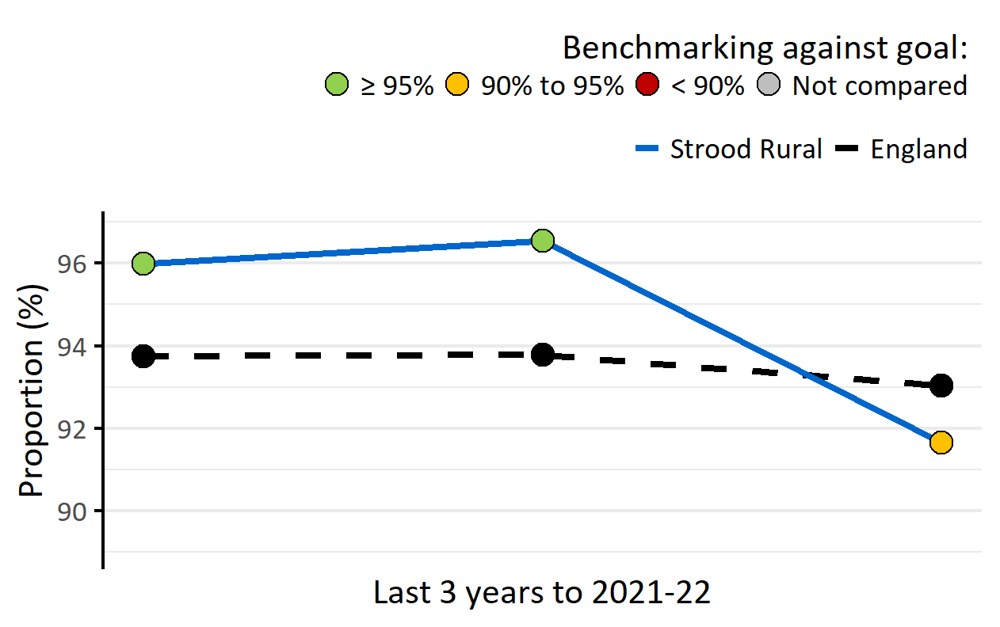 Benchmarking against goal:
≥ 95% 90% to 95% < 90% Not compared
Strood Rural England
Proportion (%)
96
94
92
90
Last 3 years to 2021-22